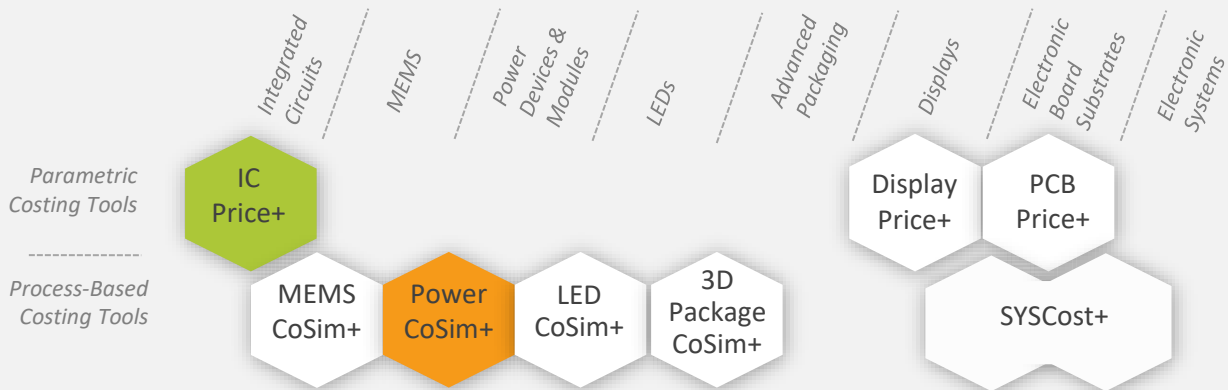 Integrated
Circuits
MEMS
Power
Devices &
Modules
LEDs
Advanced
Packaging
Displays
Electronic
Board
Substrates
Electronic
Systems
Parametric
Costing Tools
IC
Price+
Display
Price+
PCB
Price+
Process-Based
Costing Tools
MEMS
CoSim+
Power
CoSim+
LED
CoSim+
3D
Package
CoSim+
SYSCost+